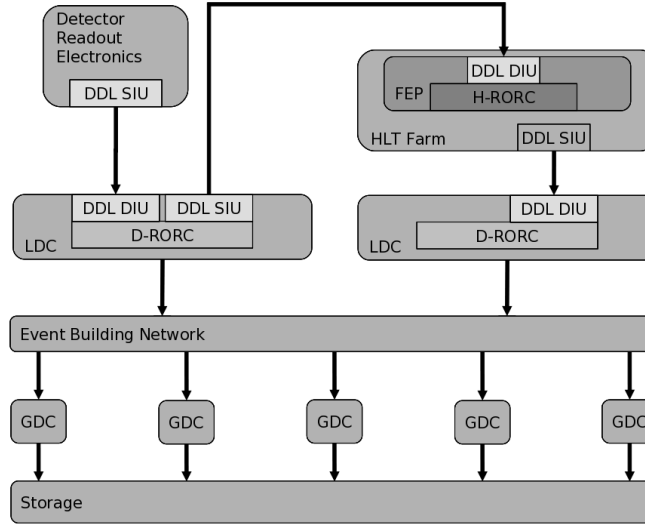 Detector
Readout
Electronics
DDL SIU
DDL DIU
FEP
H-RORC
HLT Farm
DDL SIU
DDL DIU
DDL SIU
D-RORC
LDC
DDL DIU
D-RORC
LDC
Event Building Network
GDC
GDC
GDC
GDC
GDC
Storage